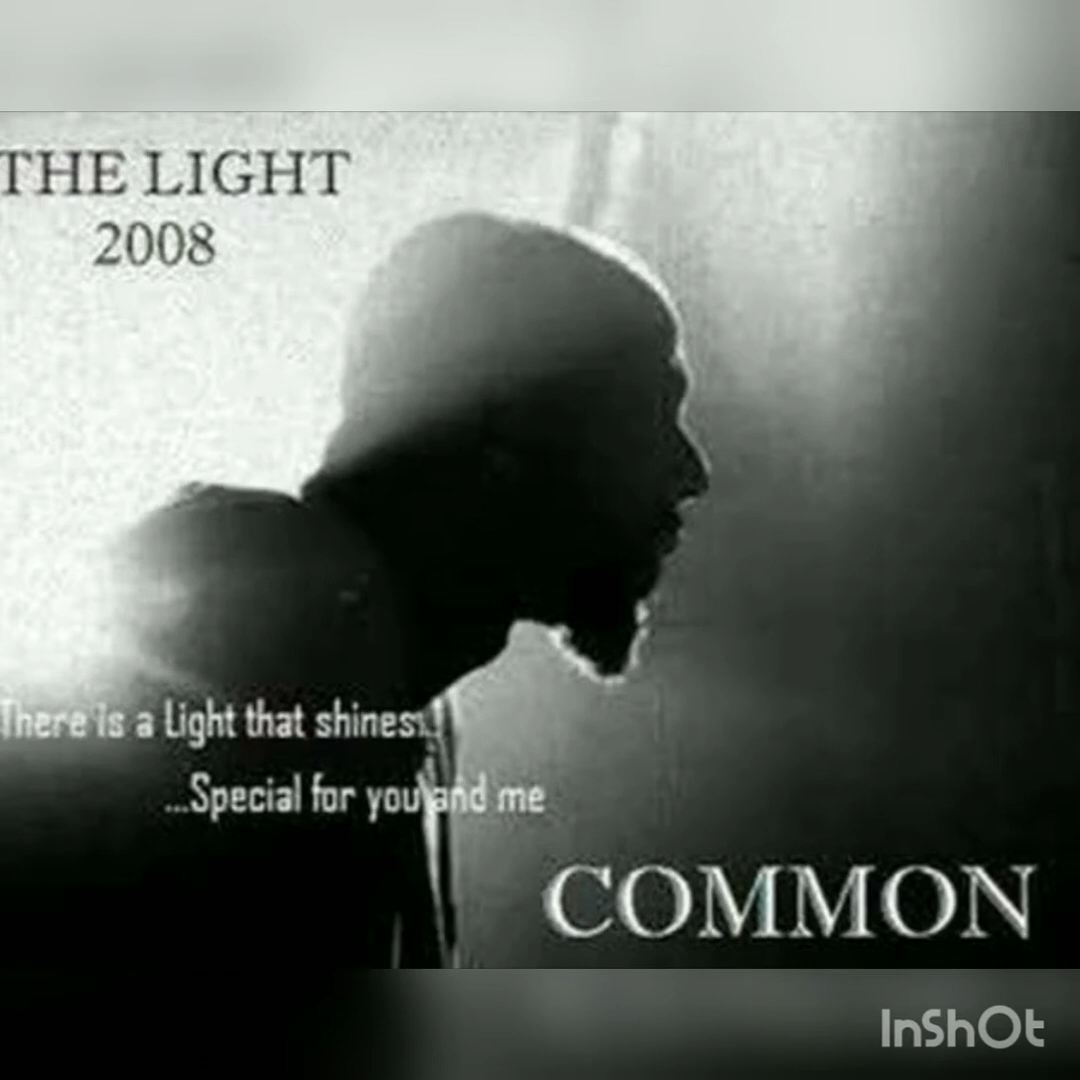 THE LIGHT
2008
There is a Light that shines...
...Special for you and me
COMMON
InShOt